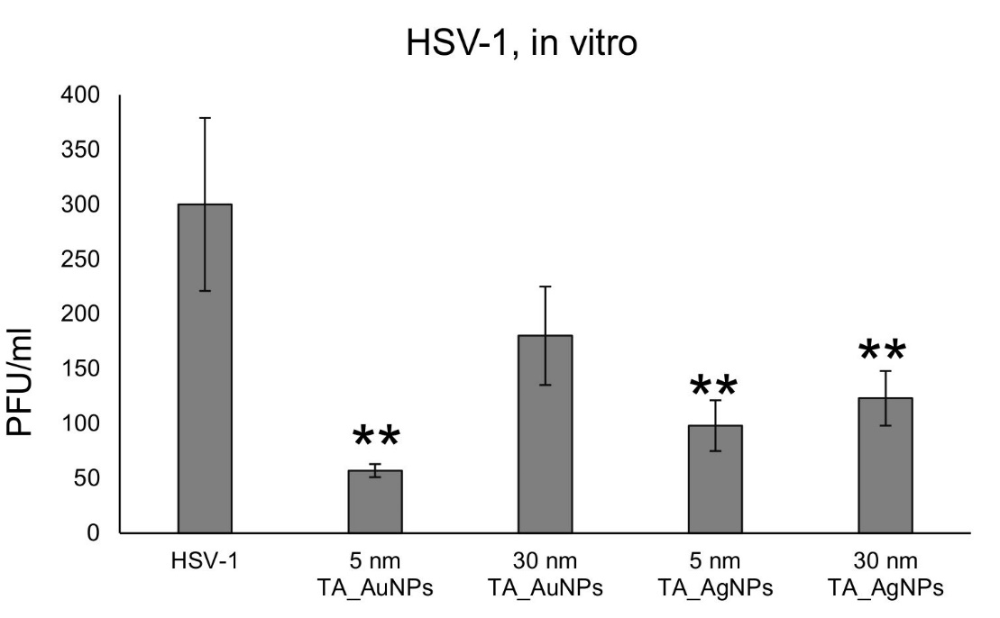 HSV-1, in vitro
PFU/ml
400
350
300
250
200
150
100
50
0
**
**
**
HSV-1
5 nm
TA_AuNPs
30 nm
TA_AuNPs
5 nm
TA_AgNPs
30 nm
TA_AgNPs